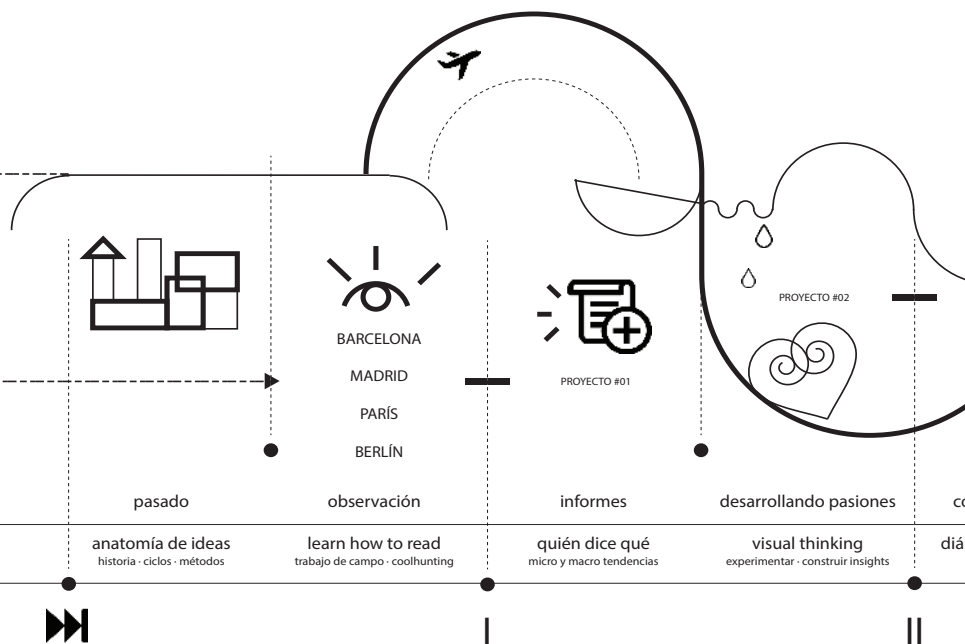 PROYECTO #02
BARCELONA
MADRID
PROYECTO #01
PARÍS
BERLÍN
pasado
observación
informes
desarrollando pasiones
anatomía de ideas
historia · ciclos · métodos
learn how to read
trabajo de campo · coolhunting
quién dice qué
micro y macro tendencias
visual thinking
experimentar · construir insights